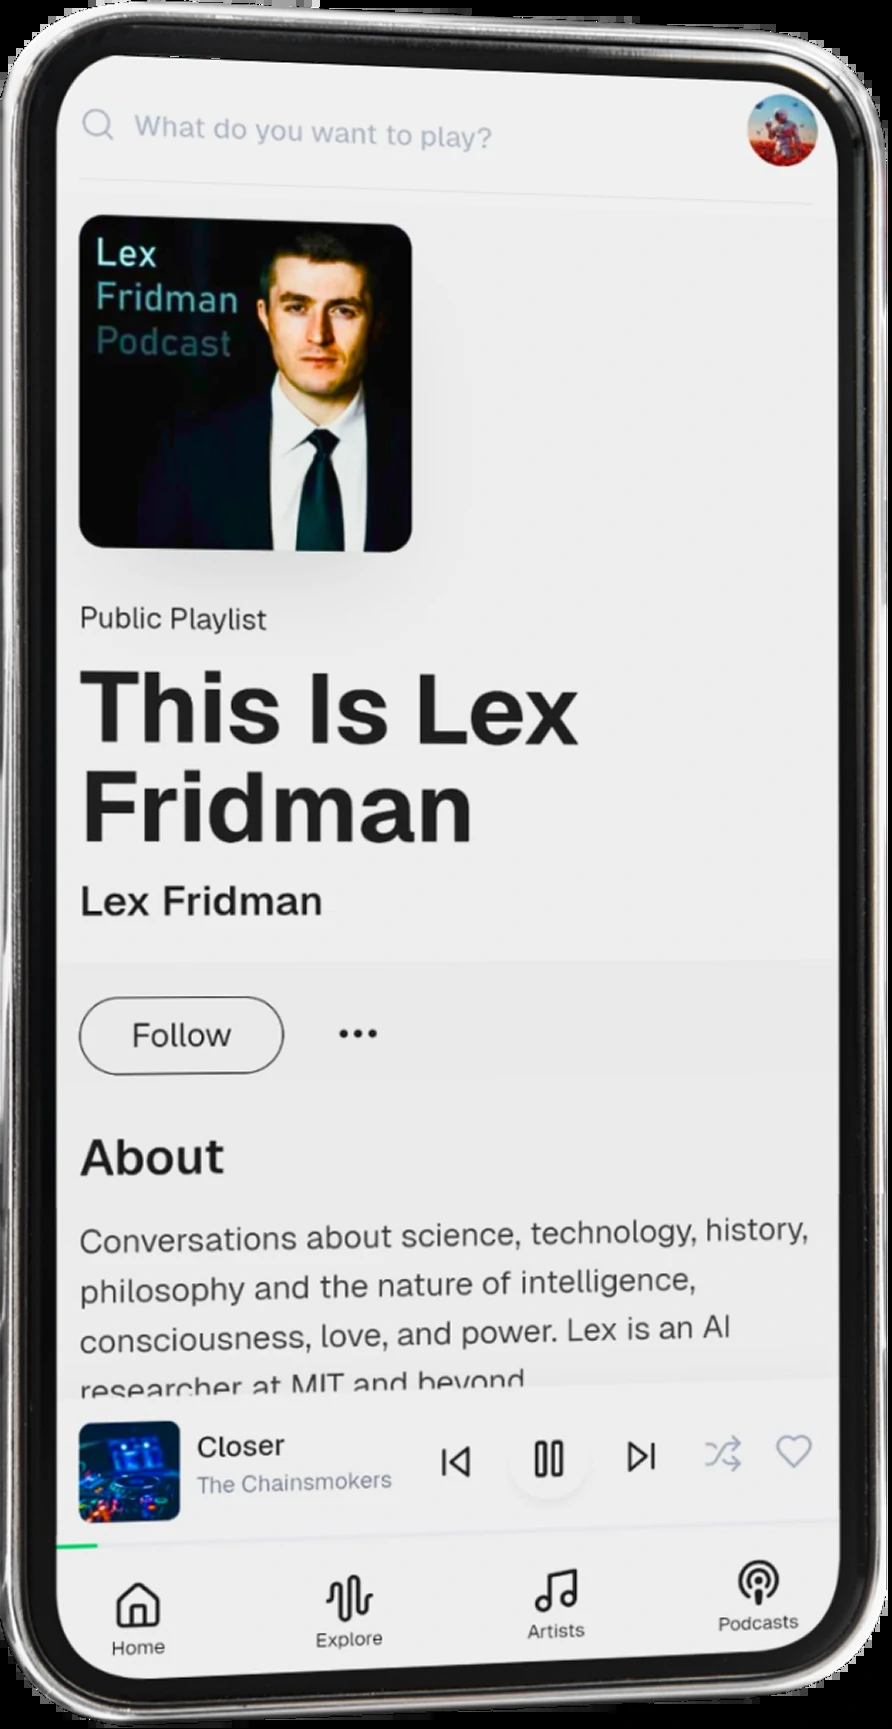 What do you want to play?
Lex
Fridman
Podcast
Public Playlist
This Is Lex
Fridman
Lex Fridman
Follow
About
Conversations about science, technology, history,
philosophy and the nature of intelligence,
consciousness, love, and power. Lex is an AI
researcher at MIT and beyond
Closer
The Chainsmokers
Home
Explore
Artists
Podcasts